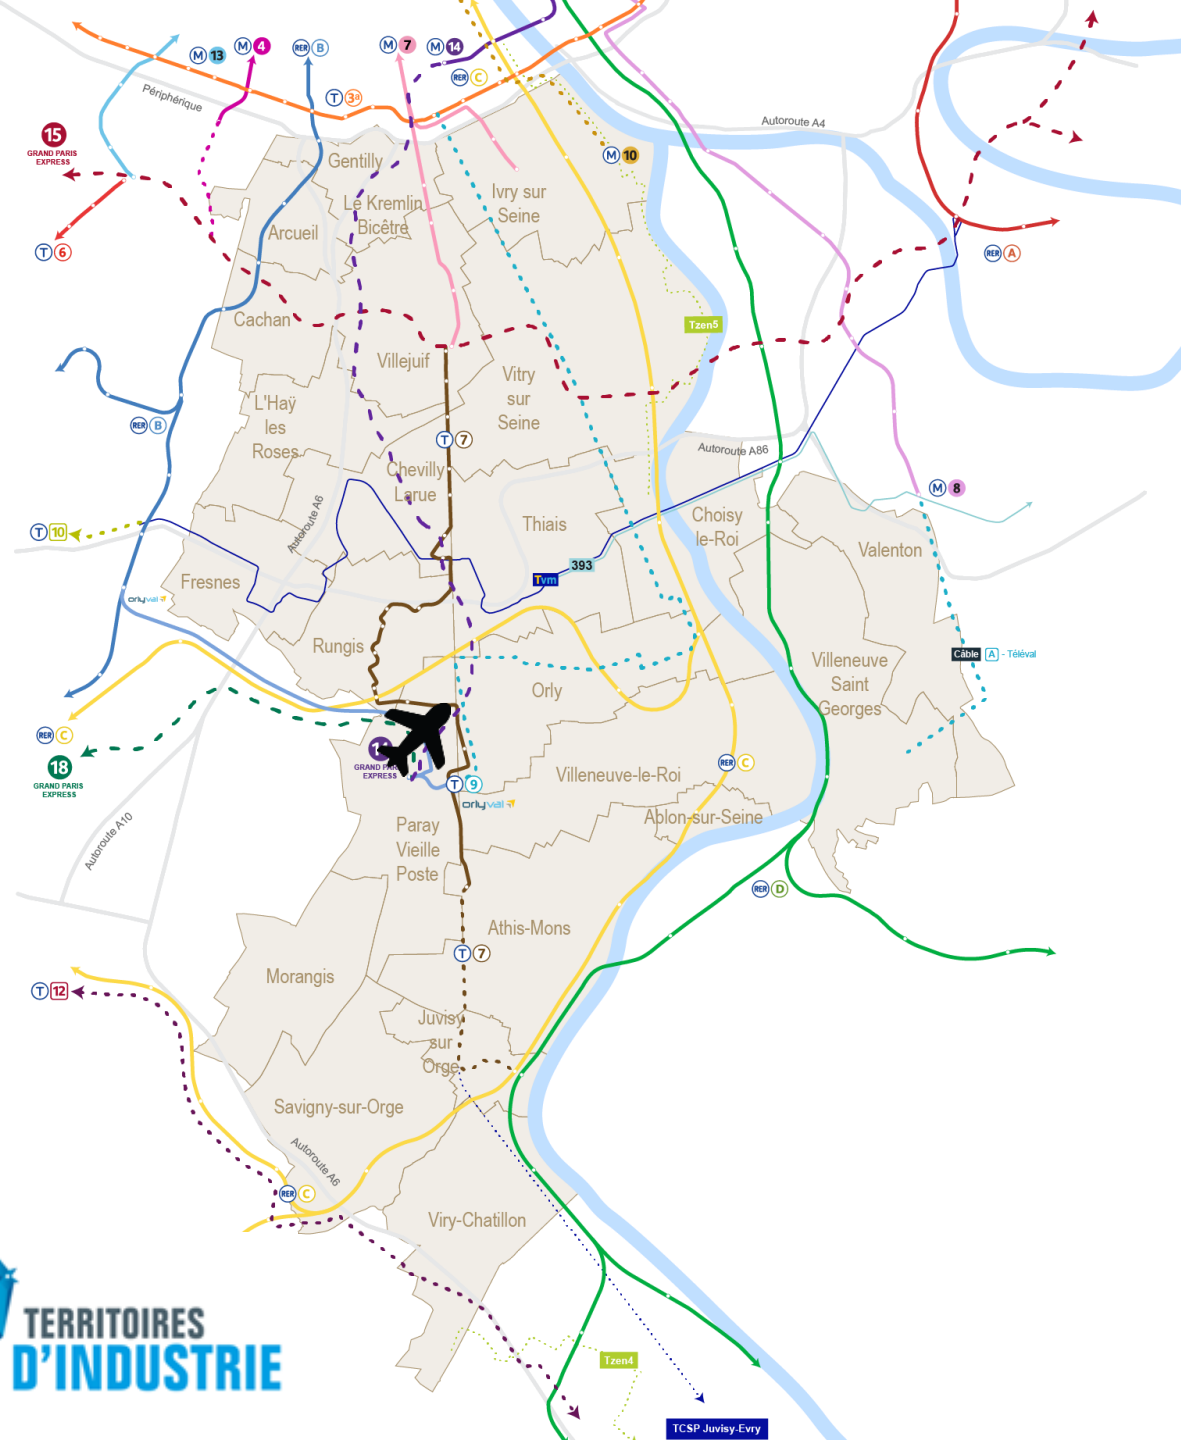 M 13
M 4
RER B
M 7
M 14
RER C
T 3a
Périphérique
Autoroute A4
15
GRAND PARIS
EXPRESS
Gentilly
M 10
Le Kremlin
Bicêtre
Ivry sur
Seine
Arcueil
T 6
RER A
Cachan
Tzen5
Villejuif
Vitry
sur
Seine
L'Haÿ
les
Roses
RER B
T 7
Autoroute A86
Chevilly
Larue
M 8
Autoroute A6
Thiais
Choisy
le-Roi
T 10
Valenton
393
Tvm
Fresnes
orlyval
Rungis
Câble A - Téléval
Villeneuve
Saint
Georges
Orly
RER C
14
GRAND PARIS
EXPRESS
18
GRAND PARIS
EXPRESS
RER C
Villeneuve-le-Roi
T 9
orlyval
Ablon-sur-Seine
Autoroute A10
Paray
Vieille
Poste
RER D
Athis-Mons
T 7
Morangis
T 12
Juvisy
sur
Orge
Savigny-sur-Orge
Autoroute A6
RER C
Viry-Chatillon
TERRITOIRES
D'INDUSTRIE
Tzen4
TCSP Juvisy-Evry